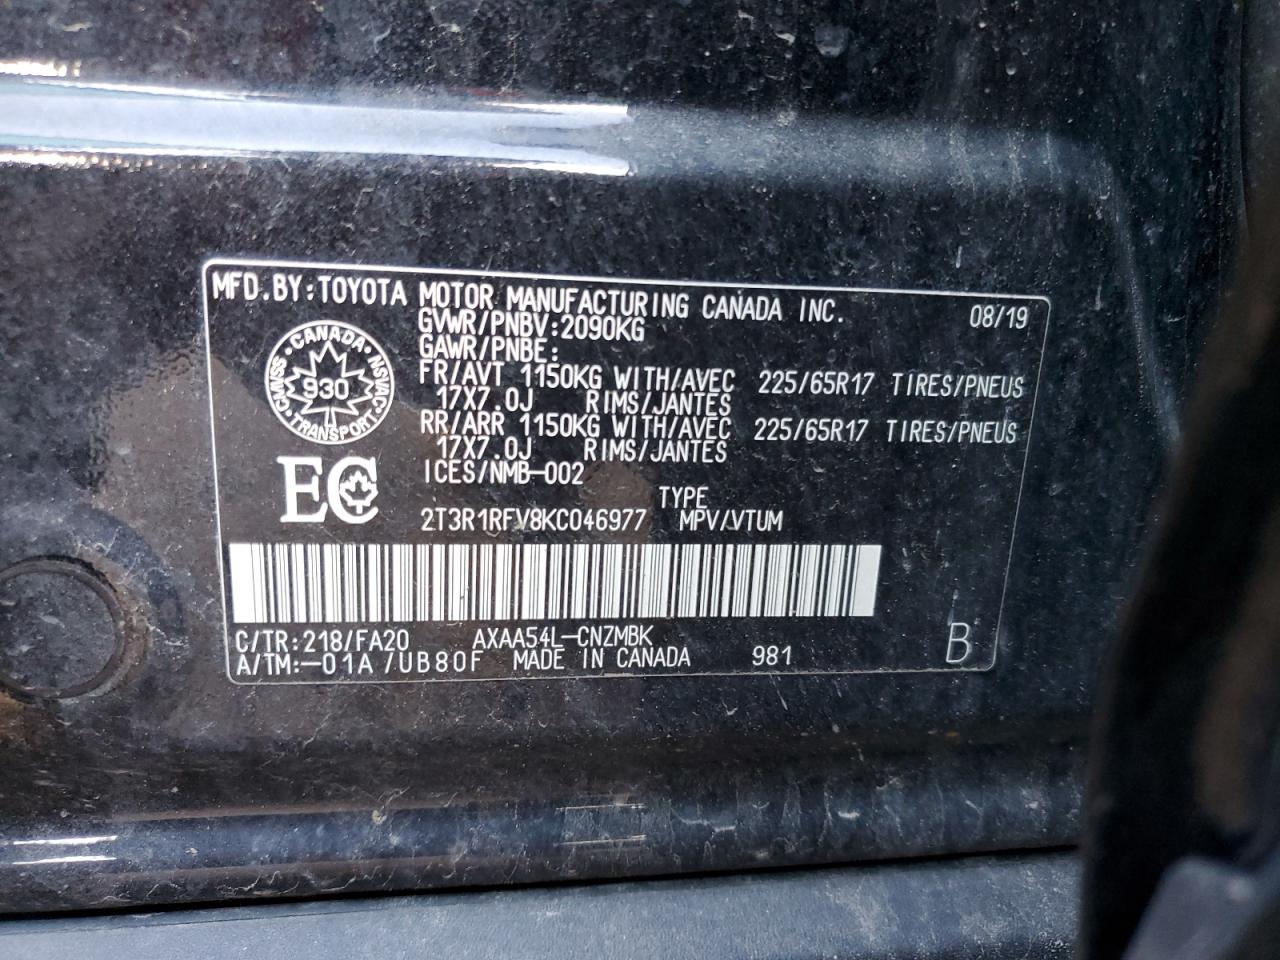 MFD.BY:TOYOTA MOTOR MANUFACTURING CANADA INC. 08/19
GVWR/PNBV:2090KG
GAWR/PNBE:
FR/AVT 1150KG WITH/AVEC 225/65R17 TIRES/PNEUS
17X7.0J RIMS/JANTES
RR/ARR 1150KG WITH/AVEC 225/65R17 TIRES/PNEUS
17X7.0J RIMS/JANTES
ICES/NMB-002
CANADA
CMVSS NSVAC
930
TRANSPORT
EC
TYPE
2T3R1RFV8KC046977 MPV/VTUM
C/TR:218/FA20 AXAA54L-CNZMBK
A/TM:-01A/UB80F MADE IN CANADA 981 B